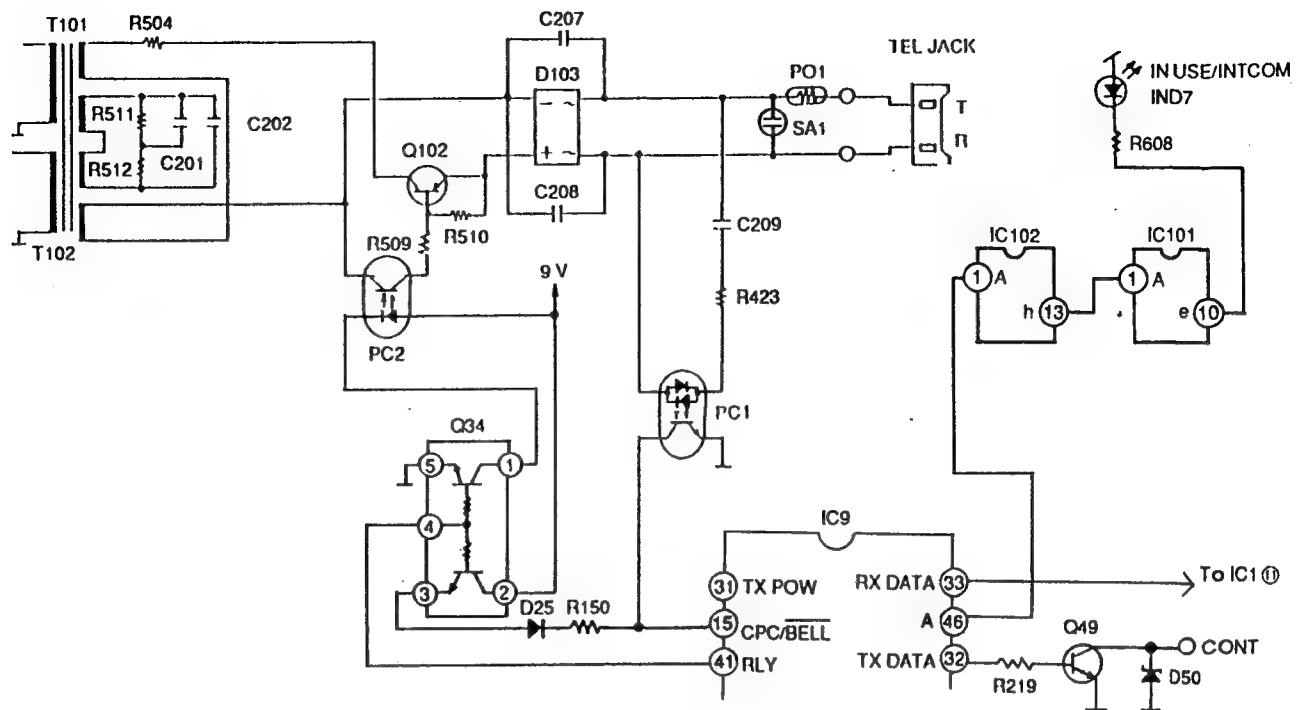 T101
R504
C207
TEL JACK
D103
PO1
IN USE/INTCOM
IND7
R511
C202
- ~
T
SA1
R608
R512
C201
Q102
+ ~
R
C208
T102
R509
R510
C209
IC102
IC101
9 V
1 A
1 A
R423
h 13
e 10
PC2
PC1
Q34
5
1
IC9
4
31 TX POW
RX DATA 33
To IC1 ⑪
3
2
D25
R150
15 CPC/BELL
A 46
Q49
CONT
41 RLY
TX DATA 32
R219
D50